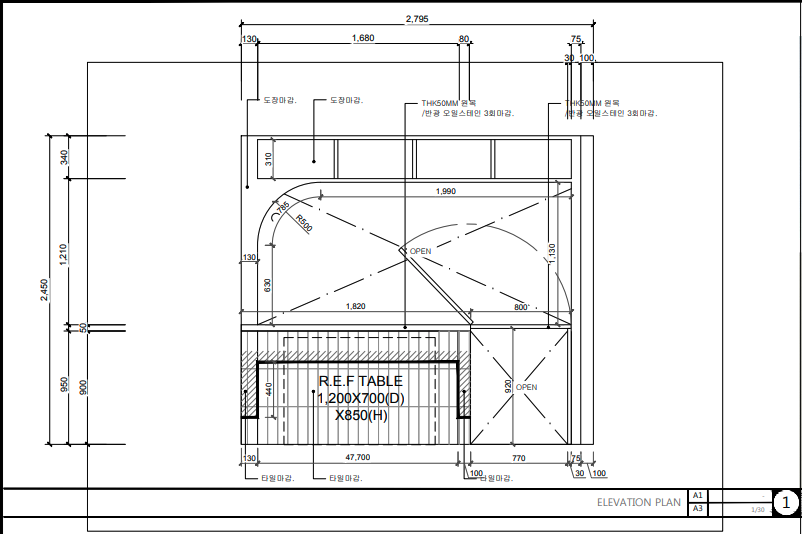 2,795
130
1,680
80
75
30
100
도장마감.
도장마감.
THK50MM 원목
/반광 오일스테인 3회마감.
THK50MM 원목
/반광 오일스테인 3회마감.
340
310
1,990
785
R500
OPEN
1,210
130
1,130
2,450
630
1,820
800
50
R.E.F TABLE
1,200X700(D)
X850(H)
950
900
440
920
OPEN
130
47,700
770
75
100
30
100
타일마감.
타일마감.
타일마감.
ELEVATION PLAN
A1
-
A3
1/30
1